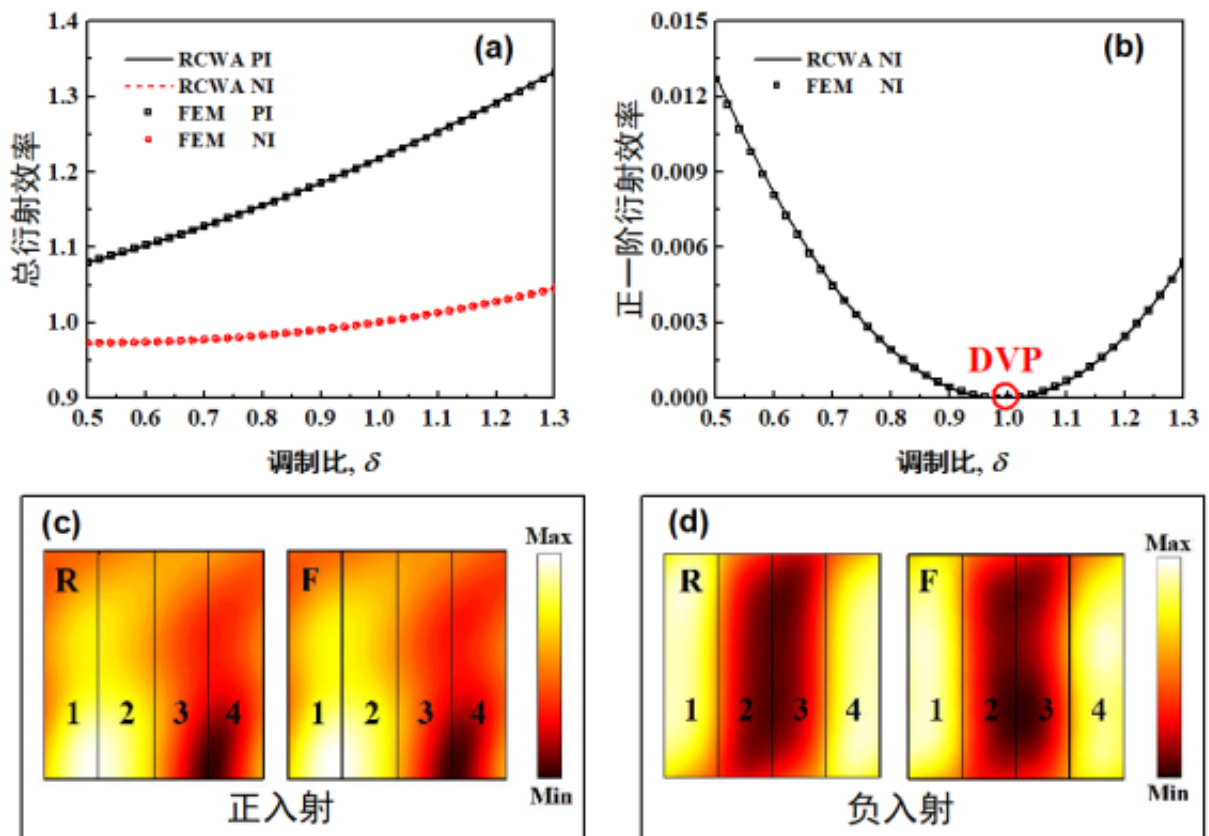 (a)
RCWA PI
RCWA NI
FEM PI
FEM NI
总衍射效率
1.4
1.3
1.2
1.1
1.0
0.9
0.5 0.6 0.7 0.8 0.9 1.0 1.1 1.2 1.3
调制比, δ
(b)
RCWA NI
FEM NI
正一阶衍射效率
0.015
0.012
0.009
0.006
0.003
0.000
DVP
0.5 0.6 0.7 0.8 0.9 1.0 1.1 1.2 1.3
调制比, δ
(c)
R
1 2 3 4
F
1 2 3 4
Max
Min
正入射
(d)
R
1 2 3 4
F
1 2 3 4
Max
Min
负入射